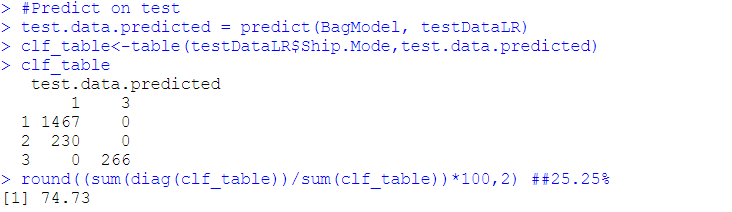 > #Predict on test
> test.data.predicted = predict(BagModel, testDataLR)
> clf_table<-table(testDataLR$Ship.Mode,test.data.predicted)
> clf_table
   test.data.predicted
       1    3
  1 1467    0
  2  230    0
  3    0  266
> round((sum(diag(clf_table))/sum(clf_table))*100,2) ##25.25%
[1] 74.73